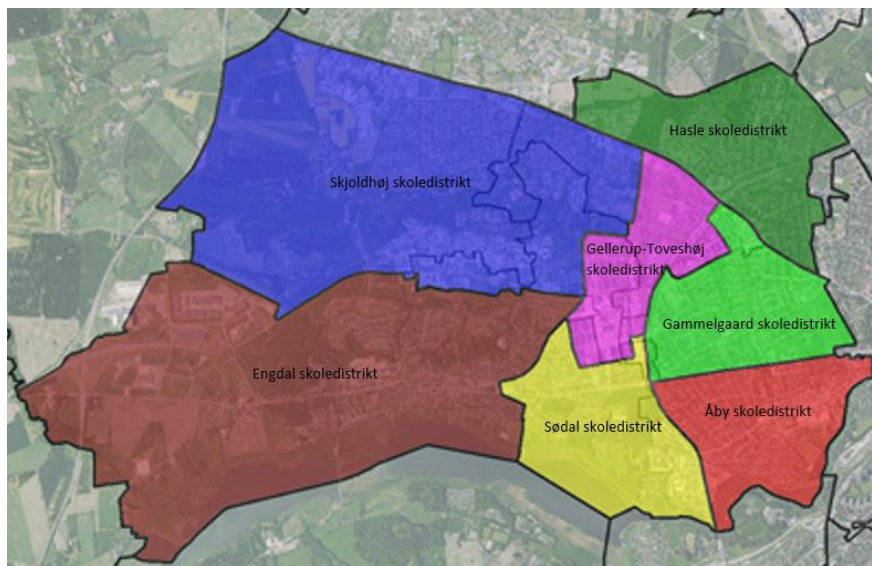 Hasle skoledistrikt
Skjoldhøj skoledistrikt
Gellerup-Toveshøj
skoledistrikt
Gammelgaard skoledistrikt
Engdal skoledistrikt
Åby skoledistrikt
Sødal skoledistrikt